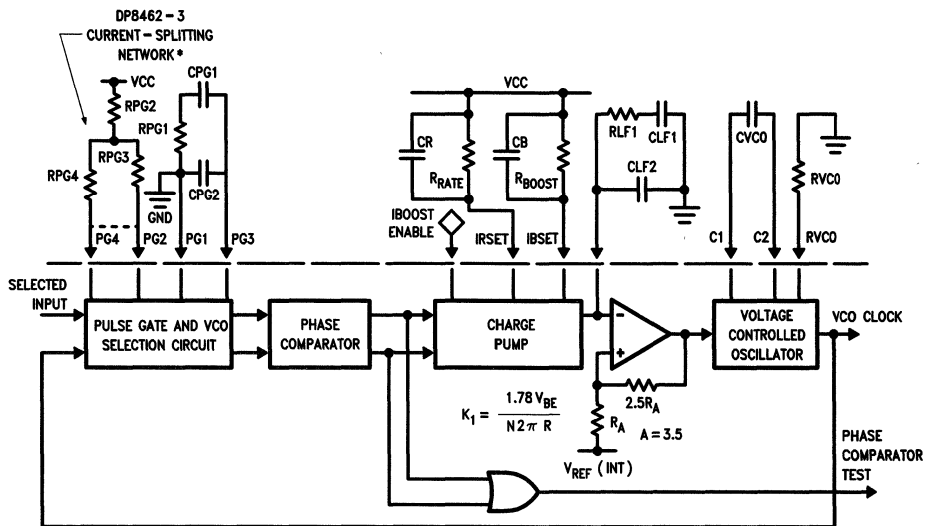 DP8462-3
CURRENT-SPLITTING
NETWORK*
VCC
RPG2
CPG1
RPG1
RPG3
RPG4
CPG2
GND
PG4
PG2
PG1
PG3
VCC
CR
RRATE
CB
RBOOST
IBOOST
ENABLE
IRSET
IBSET
RLF1
CLF1
CLF2
CVCO
RVCO
C1
C2
RVCO
SELECTED
INPUT
PULSE GATE AND VCO
SELECTION CIRCUIT
PHASE
COMPARATOR
CHARGE
PUMP
-
+
VOLTAGE
CONTROLLED
OSCILLATOR
VCO CLOCK
K1 = 1.78 VBE / N2π R
2.5RA
RA
A=3.5
VREF (INT)
PHASE
COMPARATOR
TEST